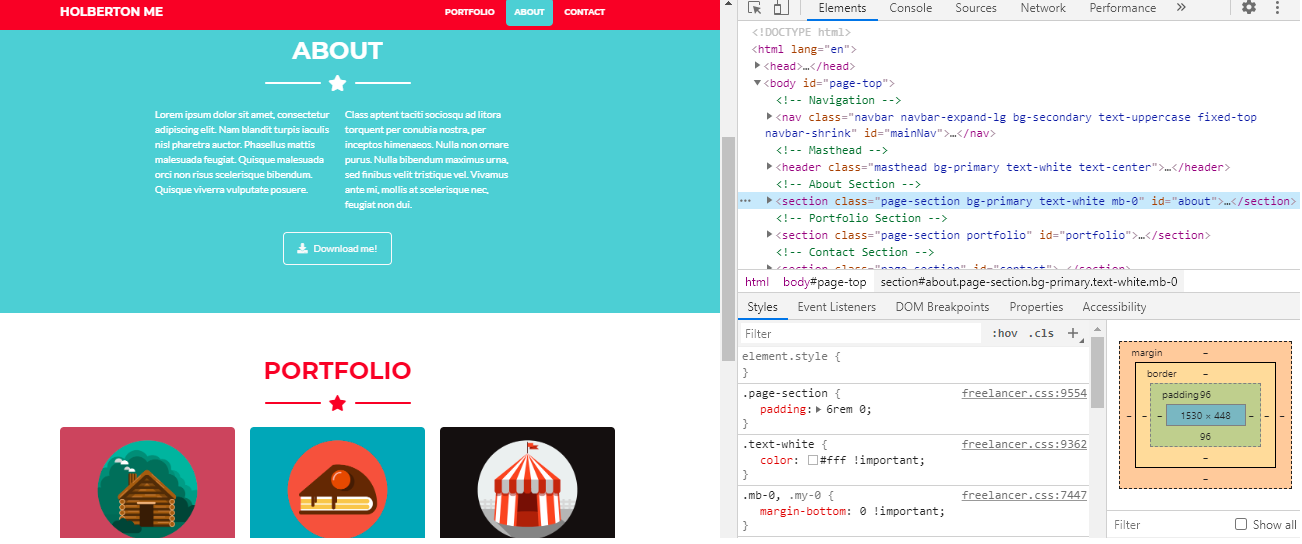 HOLBERTON ME
PORTFOLIO ABOUT CONTACT
ABOUT
Lorem ipsum dolor sit amet, consectetur
adipiscing elit. Nam blandit turpis iaculis
nisl pharetra auctor. Phasellus mattis
malesuada feugiat. Quisque malesuada
orci non risus scelerisque bibendum.
Quisque viverra vulputate posuere.
Class aptent taciti sociosqu ad litora
torquent per conubia nostra, per
inceptos himenaeos. Nulla non ornare
purus. Nulla bibendum maximus urna,
sed finibus velit tristique vel. Vivamus
ante mi, mollis at scelerisque nec,
feugiat non dui.
Download me!
PORTFOLIO
Elements Console Sources Network Performance »
<!DOCTYPE html>
<html lang="en">
<head>…</head>
<body id="page-top">
<!-- Navigation -->
<nav class="navbar navbar-expand-lg bg-secondary text-uppercase fixed-top
navbar-shrink" id="mainNav">…</nav>
<!-- Masthead -->
<header class="masthead bg-primary text-white text-center">…</header>
<!-- About Section -->
<section class="page-section bg-primary text-white mb-0" id="about">…</section>
<!-- Portfolio Section -->
<section class="page-section portfolio" id="portfolio">…</section>
<!-- Contact Section -->
<section class="page-section" id="contact">…</section>
html body#page-top section#about.page-section.bg-primary.text-white.mb-0
Styles Event Listeners DOM Breakpoints Properties Accessibility
Filter :hov .cls +
element.style {
}
.page-section { freelancer.css:9554
padding: 6rem 0;
}
.text-white { freelancer.css:9362
color: #fff !important;
}
.mb-0, .my-0 { freelancer.css:7447
margin-bottom: 0 !important;
}
margin –
border –
padding 96
– – – 1530 × 448 – – –
96
–
–
Filter Show all